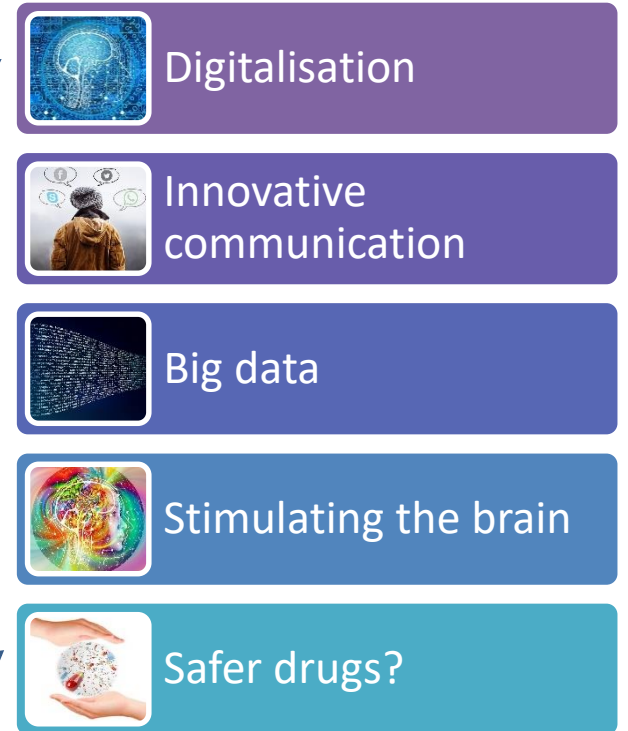 Digitalisation
Innovative
communication
Big data
Stimulating the brain
Safer drugs?